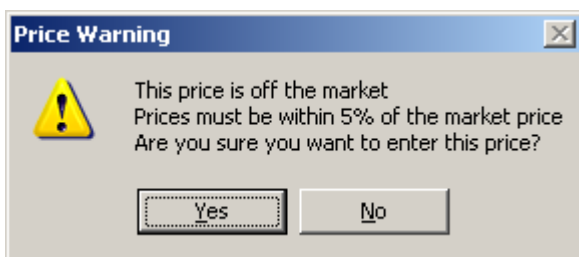 Price Warning
This price is off the market
Prices must be within 5% of the market price
Are you sure you want to enter this price?
Yes No